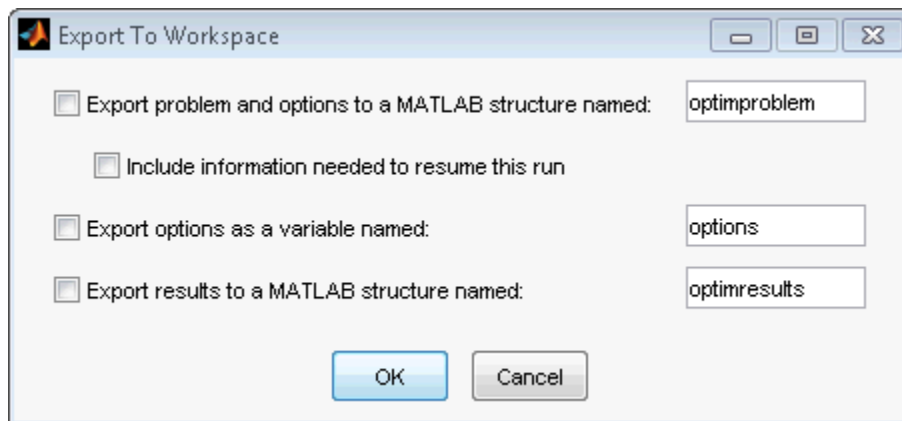 Export To Workspace
Export problem and options to a MATLAB structure named: optimproblem
Include information needed to resume this run
Export options as a variable named: options
Export results to a MATLAB structure named: optimresults
OK Cancel